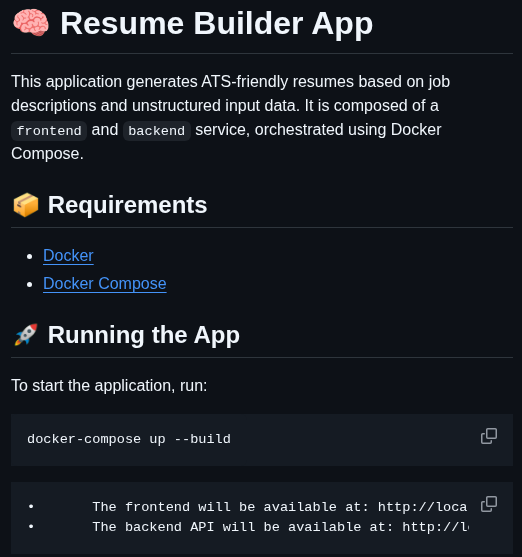 🧠 Resume Builder App
This application generates ATS-friendly resumes based on job
descriptions and unstructured input data. It is composed of a
frontend and backend service, orchestrated using Docker
Compose.
📦 Requirements
• Docker
• Docker Compose
🚀 Running the App
To start the application, run:
docker-compose up --build
• The frontend will be available at: http://loca
• The backend API will be available at: http://l